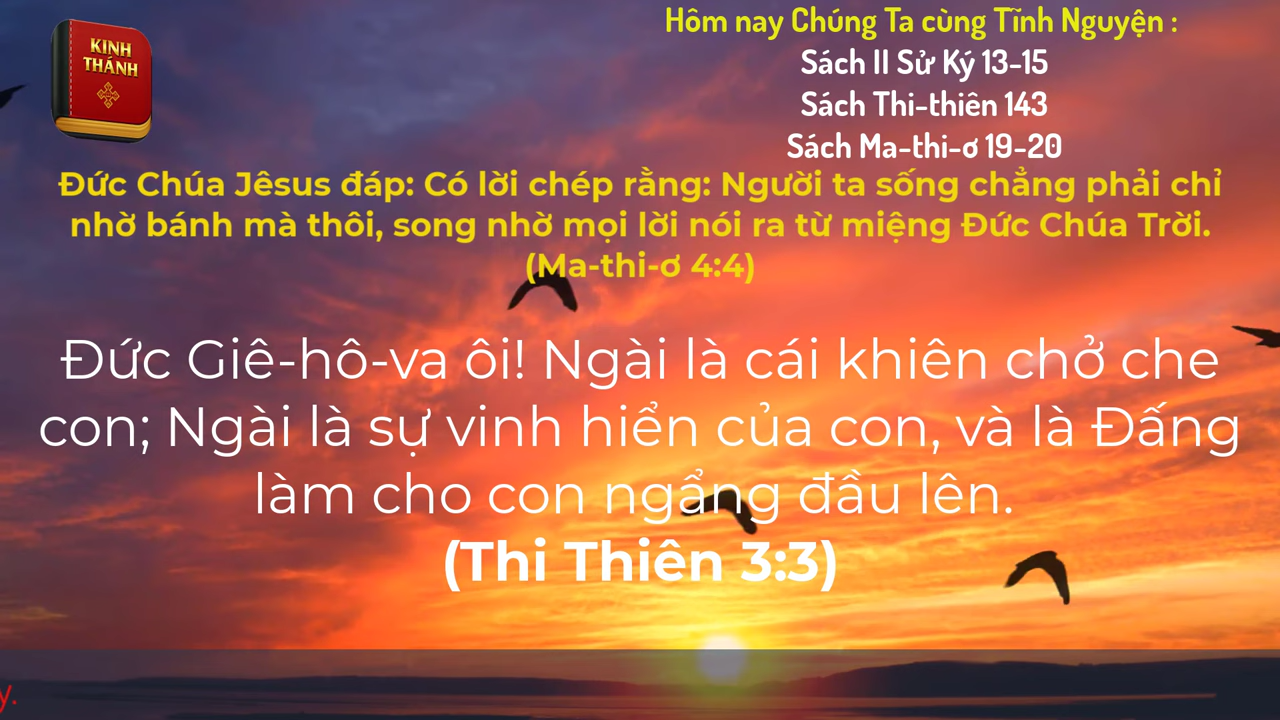 KINH
THÁNH
Hôm nay Chúng Ta cùng Tĩnh Nguyện :
Sách II Sử Ký 13-15
Sách Thi-thiên 143
Sách Ma-thi-ơ 19-20
Đức Chúa Jêsus đáp: Có lời chép rằng: Người ta sống chẳng phải chỉ
nhờ bánh mà thôi, song nhờ mọi lời nói ra từ miệng Đức Chúa Trời.
(Ma-thi-ơ 4:4)
Đức Giê-hô-va ôi! Ngài là cái khiên chở che
con; Ngài là sự vinh hiển của con, và là Đấng
làm cho con ngẩng đầu lên.
(Thi Thiên 3:3)
y.